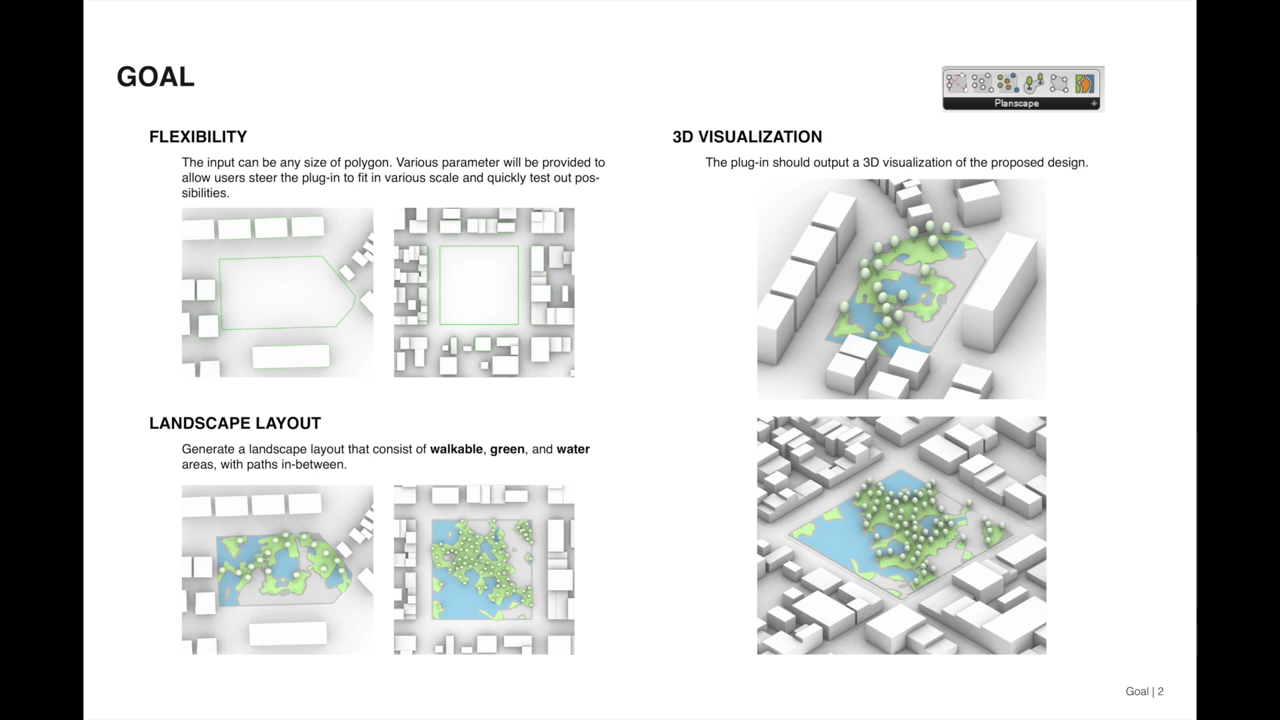 GOAL
Planscape
FLEXIBILITY
The input can be any size of polygon. Various parameter will be provided to
allow users steer the plug-in to fit in various scale and quickly test out pos-
sibilities.
LANDSCAPE LAYOUT
Generate a landscape layout that consist of walkable, green, and water
areas, with paths in-between.
3D VISUALIZATION
The plug-in should output a 3D visualization of the proposed design.
Goal | 2